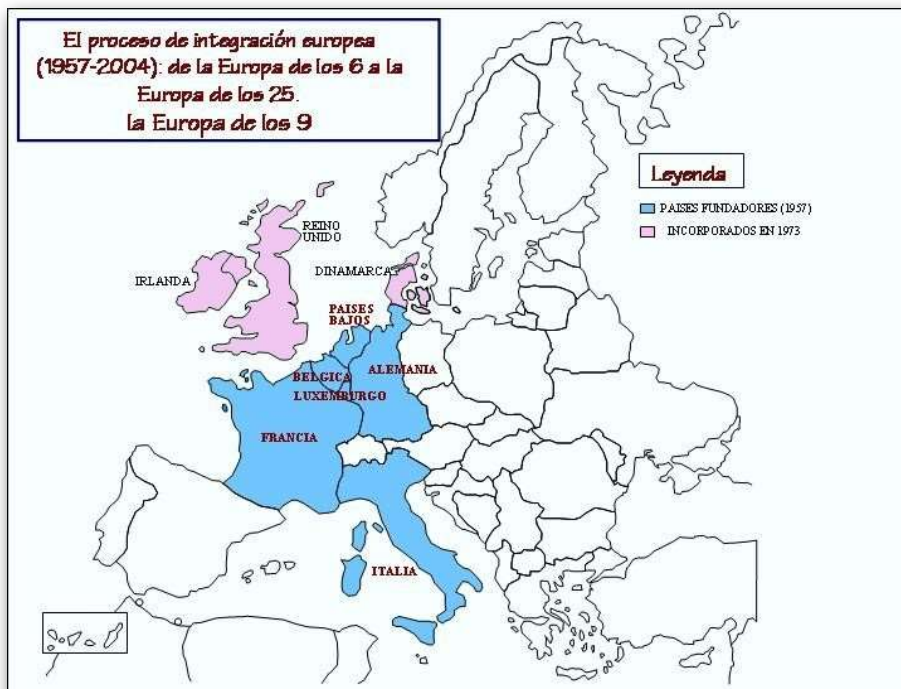 El proceso de integración europea
(1957-2004): de la Europa de los 6 a la
Europa de los 25.
la Europa de los 9
Leyenda
PAISES FUNDADORES (1957)
INCORPORADOS EN 1973
REINO
UNIDO
IRLANDA
DINAMARCA
PAISES
BAJOS
BELGICA
ALEMANIA
LUXEMBURGO
FRANCIA
ITALIA